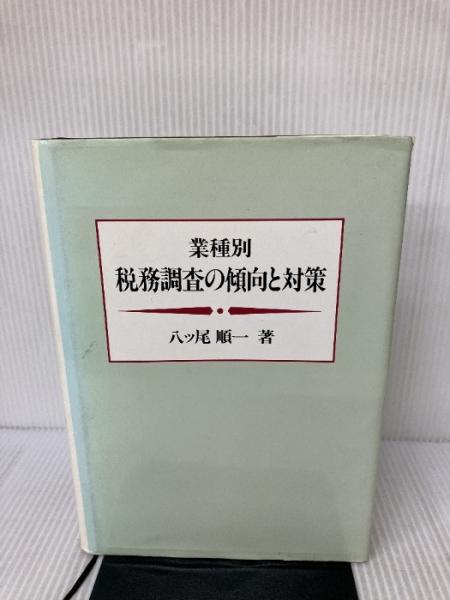 業種別
税務調査の傾向と対策
八ッ尾 順一 著